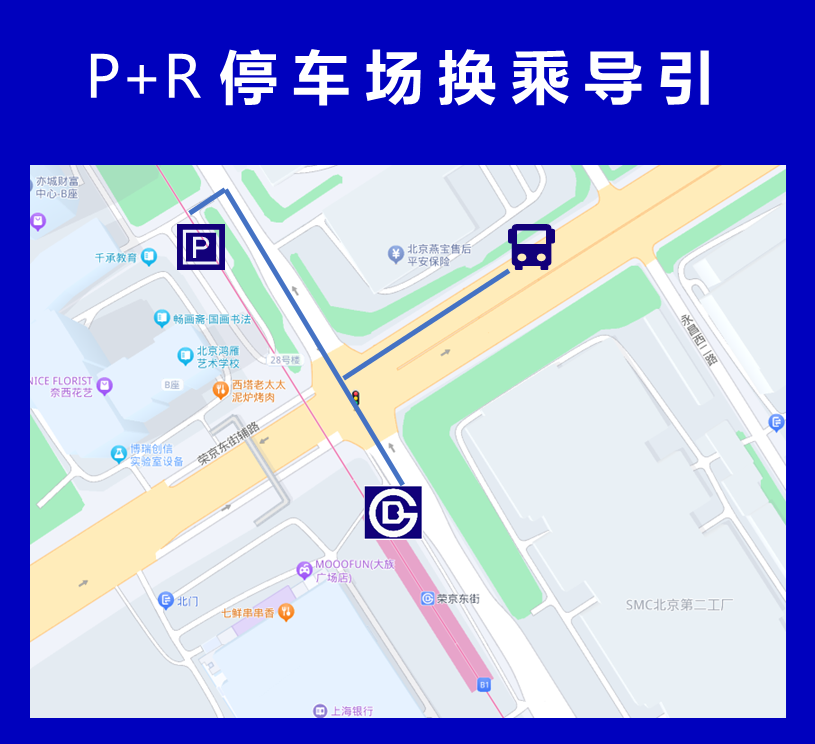 P+R停车场换乘导引
亦城财富
中心·B座
P
千承教育
¥
北京燕宝售后
平安保险
畅画斋·国画书法
永昌西二路
北京鸿雁
艺术学校
28号楼
NICE FLORIST
奈西花艺
B座
西塔老太太
泥炉烤肉
荣京东街辅路
博瑞创信
实验室设备
MOOOFUN(大族
广场店)
北门
荣京东街
七鲜串串香
SMC北京第二工厂
B1
上海银行